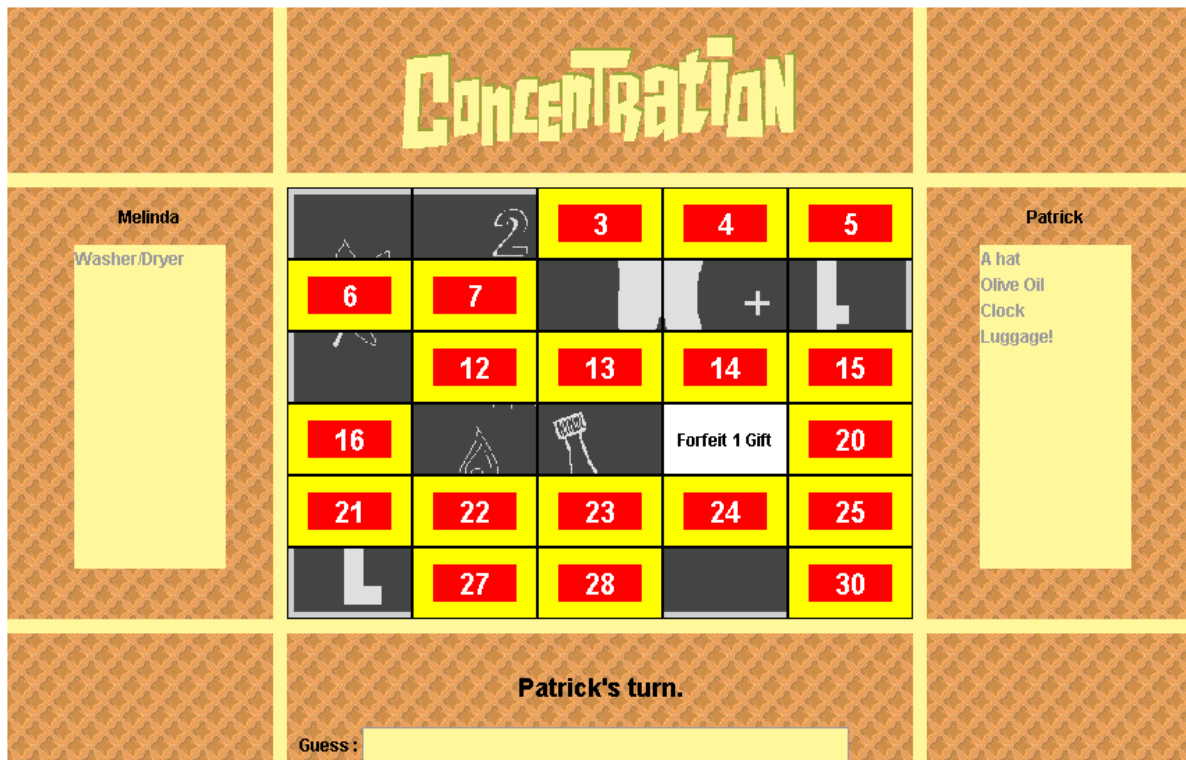 ConcenTRatioN
Melinda
Washer/Dryer
Patrick
A hat
Olive Oil
Clock
Luggage!
2 3 4 5
6 7 + L
12 13 14 15
16 Forfeit 1 Gift 20
21 22 23 24 25
L 27 28 30
Patrick's turn.
Guess :